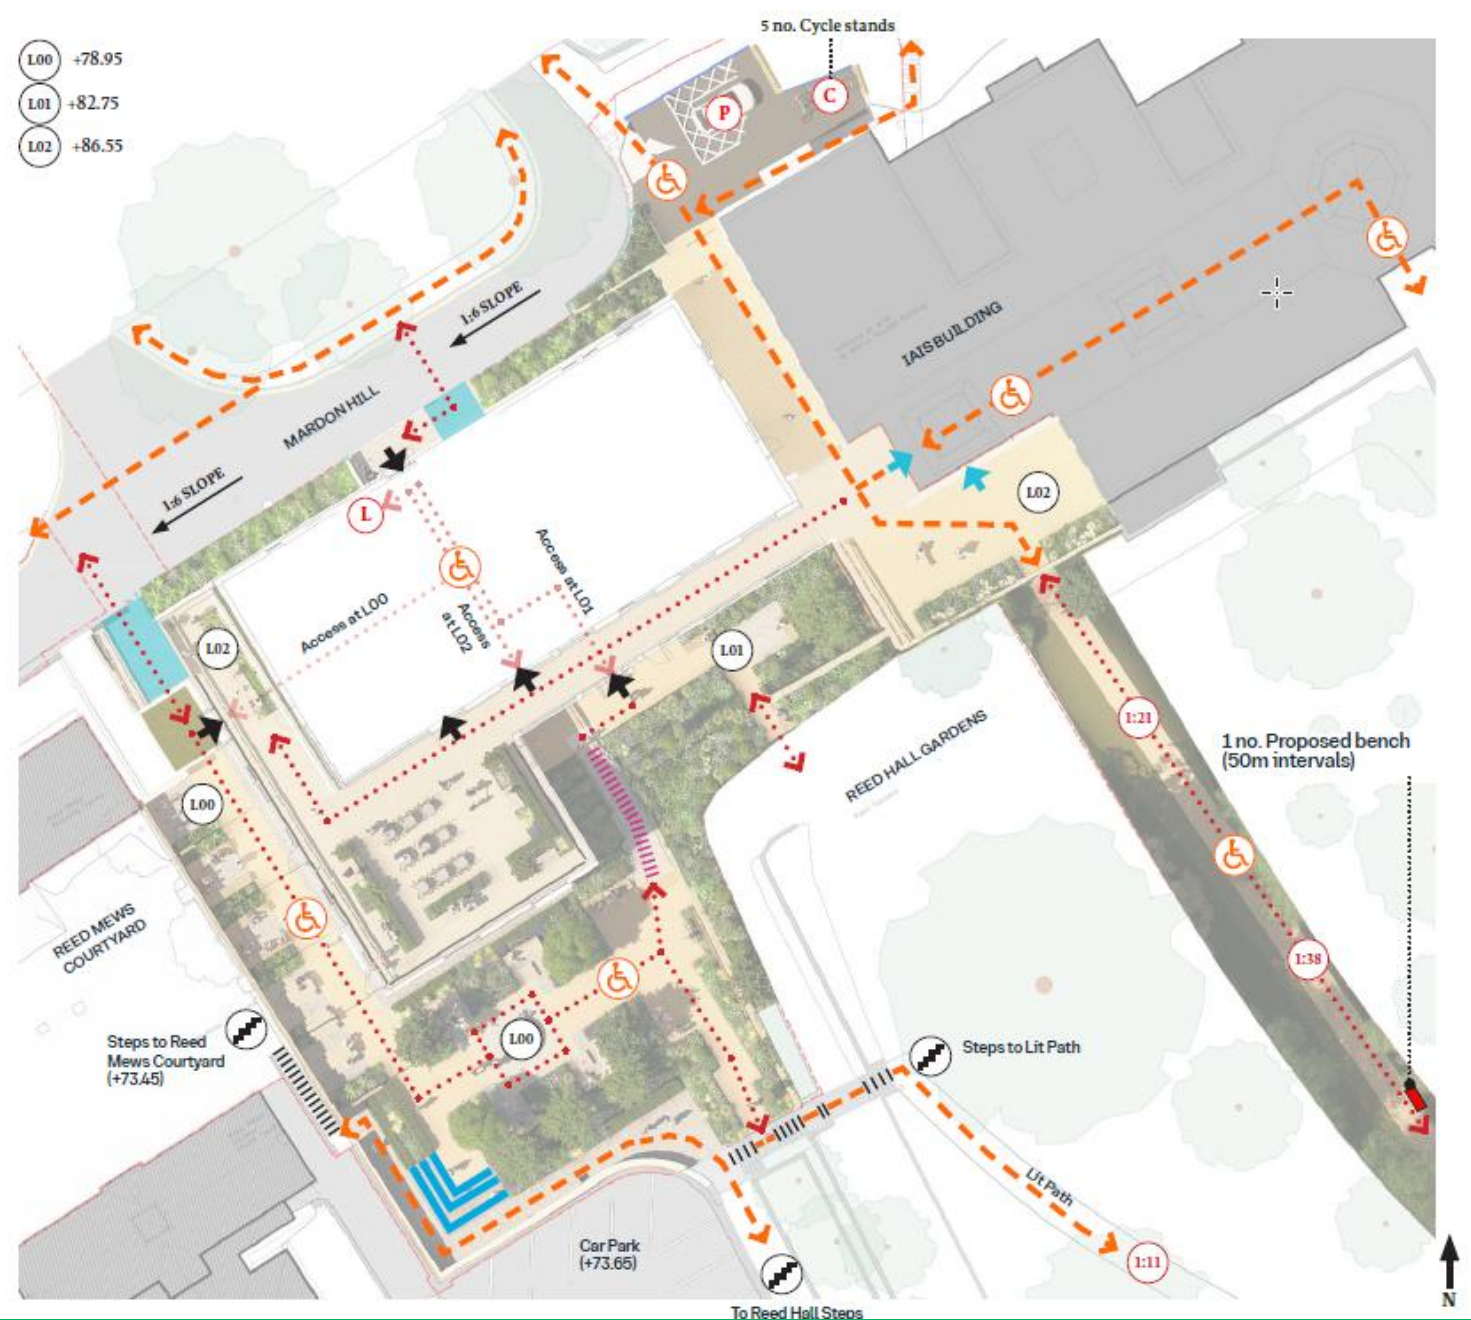 5 no. Cycle stands
L00 +78.95
L01 +82.75
L02 +86.55
P
C
1:6 SLOPE
MARDON HILL
1:6 SLOPE
IAIS BUILDING
L02
L
Access at L01
Access at L00
Access
at L02
L02
L01
L00
1:21
REED HALL GARDENS
1 no. Proposed bench
(50m intervals)
REED MEWS
COURTYARD
1:38
Steps to Reed
Mews Courtyard
(+73.45)
L00
Steps to Lit Path
Lit Path
Car Park
(+73.65)
1:11
N
To Reed Hall Steps